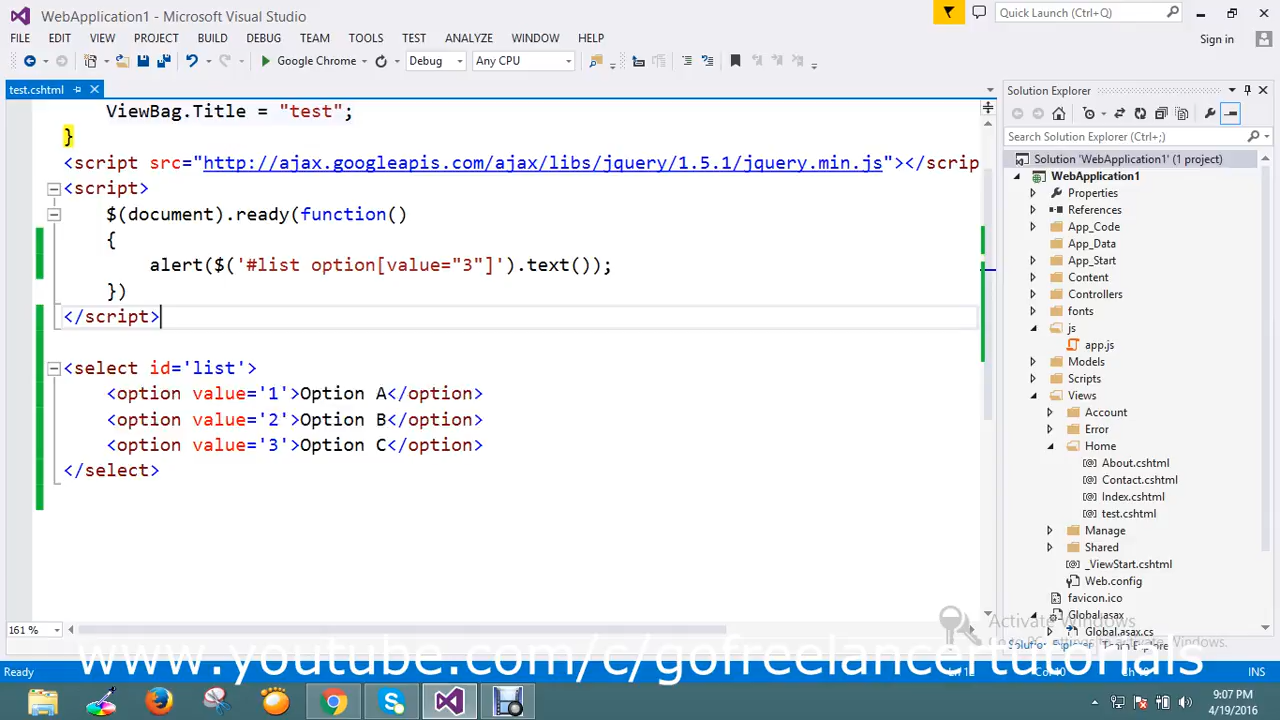 WebApplication1 - Microsoft Visual Studio
Quick Launch (Ctrl+Q)
FILE EDIT VIEW PROJECT BUILD DEBUG TEAM TOOLS TEST ANALYZE WINDOW HELP
Sign in
Google Chrome Debug Any CPU
test.cshtml
ViewBag.Title = "test";
}
<script src="http://ajax.googleapis.com/ajax/libs/jquery/1.5.1/jquery.min.js"></scrip
<script>
$(document).ready(function()
{
alert($('#list option[value="3"]').text());
})
</script>
<select id='list'>
<option value='1'>Option A</option>
<option value='2'>Option B</option>
<option value='3'>Option C</option>
</select>
161 %
Solution Explorer
Search Solution Explorer (Ctrl+;)
Solution 'WebApplication1' (1 project)
WebApplication1
Properties
References
App_Code
App_Data
App_Start
Content
Controllers
fonts
js
app.js
Models
Scripts
Views
Account
Error
Home
About.cshtml
Contact.cshtml
Index.cshtml
test.cshtml
Manage
Shared
_ViewStart.cshtml
Web.config
favicon.ico
Global.asax
Global.asax.cs
Activate Windows
Windows.
www.youtube.com/c/gofreelancertutorials
Ready
INS
9:07 PM
4/19/2016